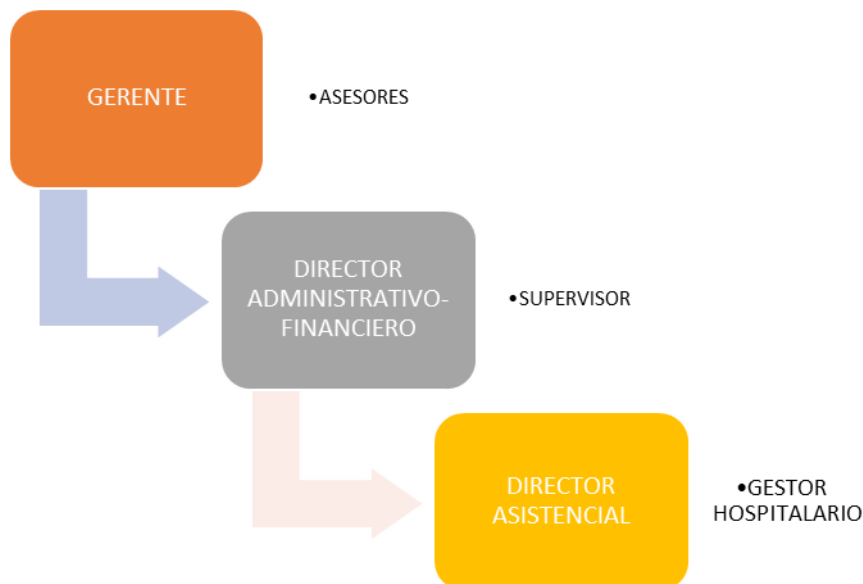 GERENTE
•ASESORES
DIRECTOR
ADMINISTRATIVO-
FINANCIERO
•SUPERVISOR
DIRECTOR
ASISTENCIAL
•GESTOR
HOSPITALARIO